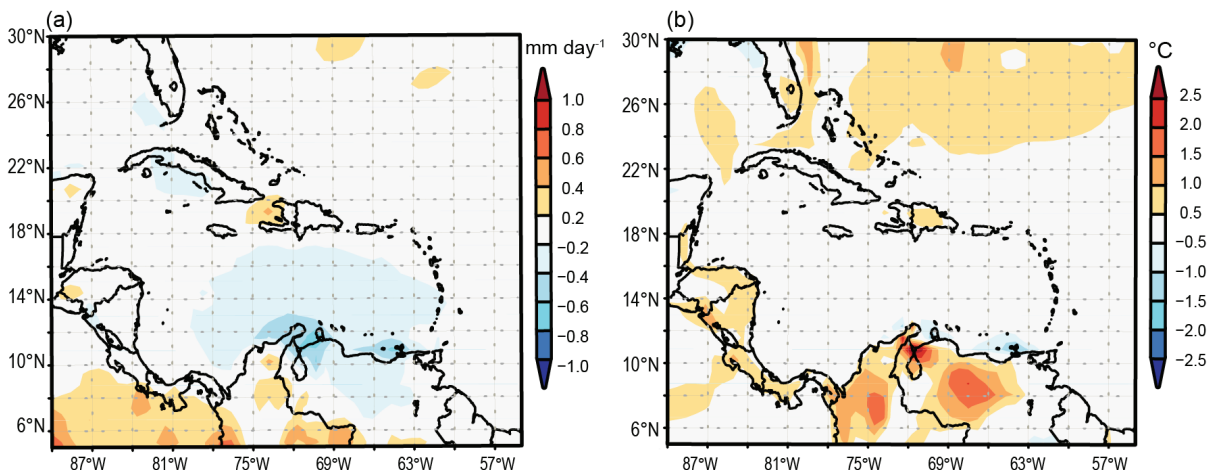 (a)
(b)
mm day⁻¹
°C
30°N
26°N
22°N
18°N
14°N
10°N
6°N
87°W
81°W
75°W
69°W
63°W
57°W
1.0
0.8
0.6
0.4
0.2
−0.2
−0.4
−0.6
−0.8
−1.0
30°N
26°N
22°N
18°N
14°N
10°N
6°N
87°W
81°W
75°W
69°W
63°W
57°W
2.5
2.0
1.5
1.0
0.5
−0.5
−1.0
−1.5
−2.0
−2.5